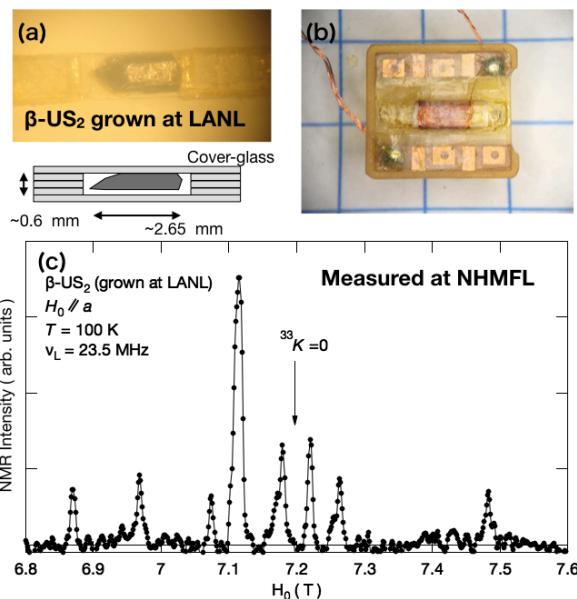 (a)
β-US₂ grown at LANL
Cover-glass
~0.6 mm
~2.65 mm
(b)
(c)
β-US₂ (grown at LANL)
H₀ // a
T = 100 K
ν_L = 23.5 MHz
Measured at NHMFL
³³K =0
NMR Intensity ( arb. units )
6.8 6.9 7 7.1 7.2 7.3 7.4 7.5 7.6
H₀ ( T )